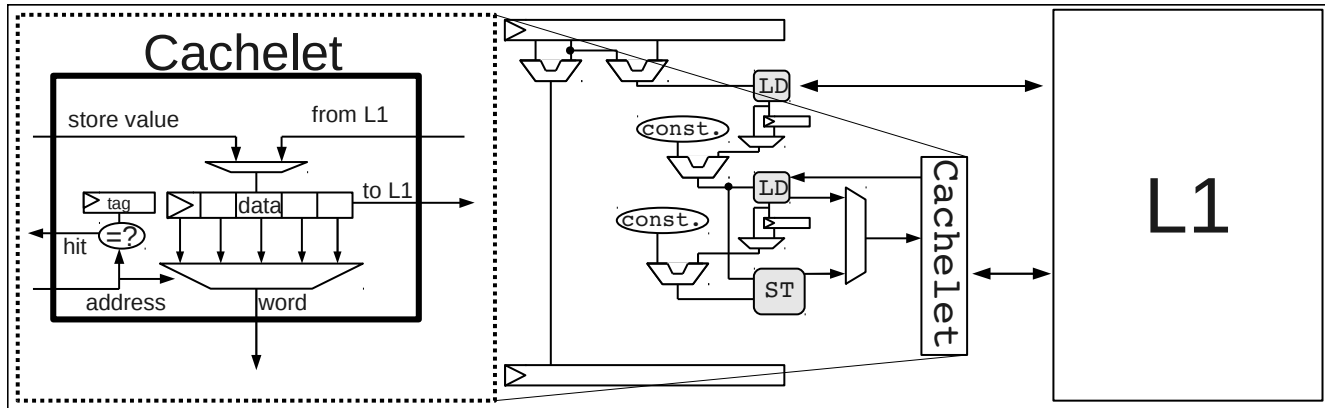 Cachelet
store value
from L1
tag
data
to L1
hit
=?
address
word
LD
const.
LD
const.
ST
Cachelet
L1